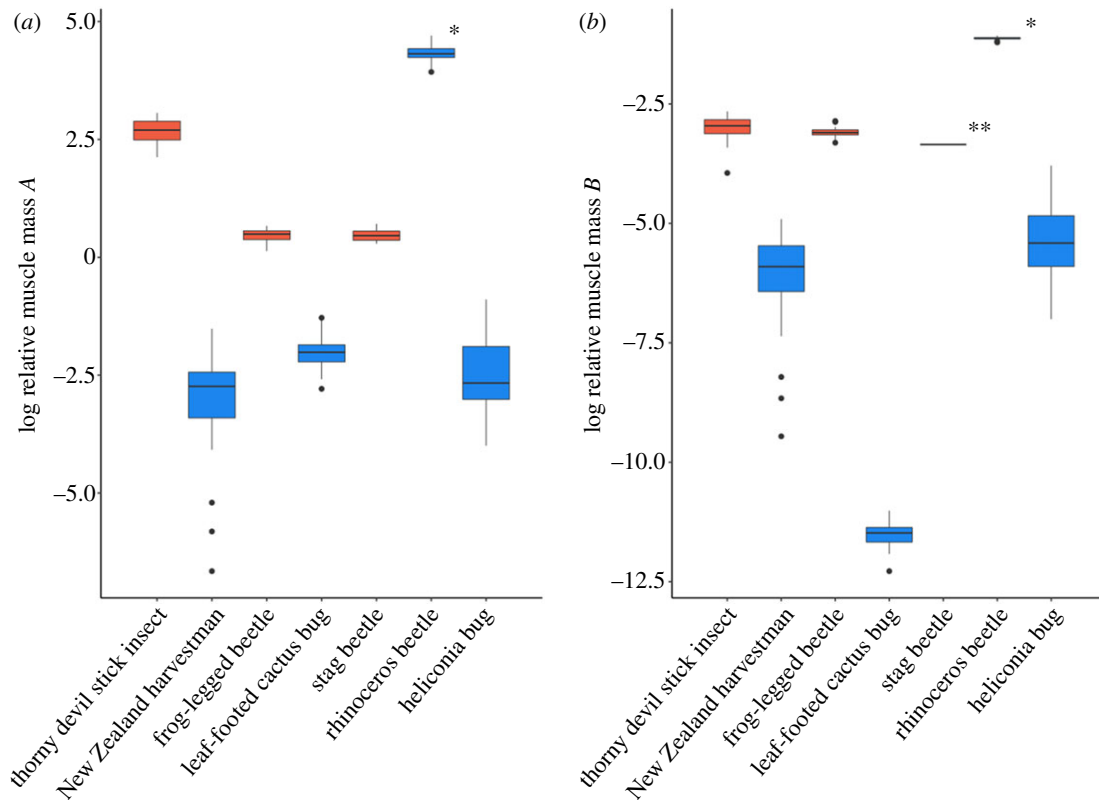 (a)
5.0
2.5
0
−2.5
−5.0
log relative muscle mass A
*
thorny devil stick insect
New Zealand harvestman
frog-legged beetle
leaf-footed cactus bug
stag beetle
rhinoceros beetle
heliconia bug
(b)
−2.5
−5.0
−7.5
−10.0
−12.5
log relative muscle mass B
*
**
thorny devil stick insect
New Zealand harvestman
frog-legged beetle
leaf-footed cactus bug
stag beetle
rhinoceros beetle
heliconia bug